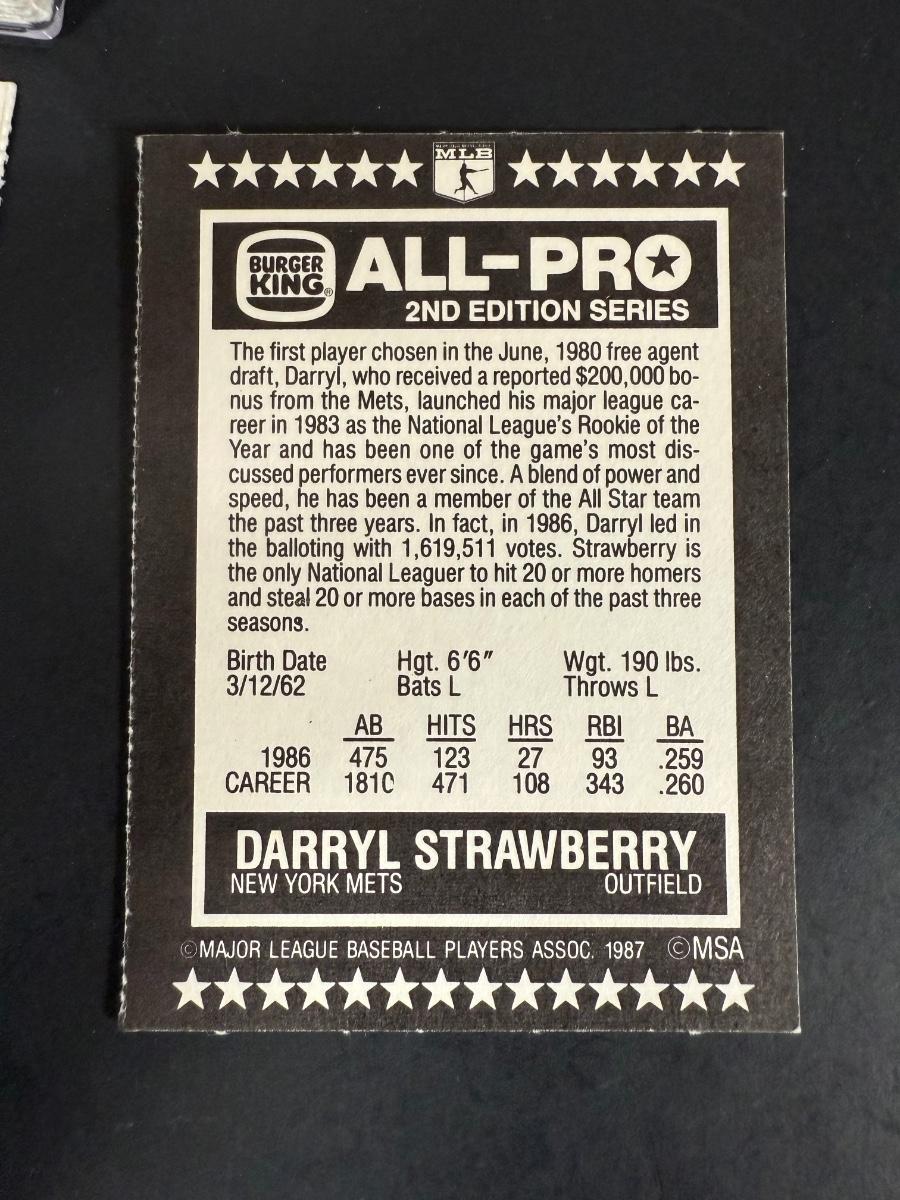 MLB
BURGER
KING®
ALL-PRO
2ND EDITION SERIES
The first player chosen in the June, 1980 free agent
draft, Darryl, who received a reported $200,000 bo-
nus from the Mets, launched his major league ca-
reer in 1983 as the National League's Rookie of the
Year and has been one of the game's most dis-
cussed performers ever since. A blend of power and
speed, he has been a member of the All Star team
the past three years. In fact, in 1986, Darryl led in
the balloting with 1,619,511 votes. Strawberry is
the only National Leaguer to hit 20 or more homers
and steal 20 or more bases in each of the past three
seasons.
Birth Date Hgt. 6'6" Wgt. 190 lbs.
3/12/62 Bats L Throws L
AB HITS HRS RBI BA
1986 475 123 27 93 .259
CAREER 1810 471 108 343 .260
DARRYL STRAWBERRY
NEW YORK METS OUTFIELD
©MAJOR LEAGUE BASEBALL PLAYERS ASSOC. 1987 ©MSA